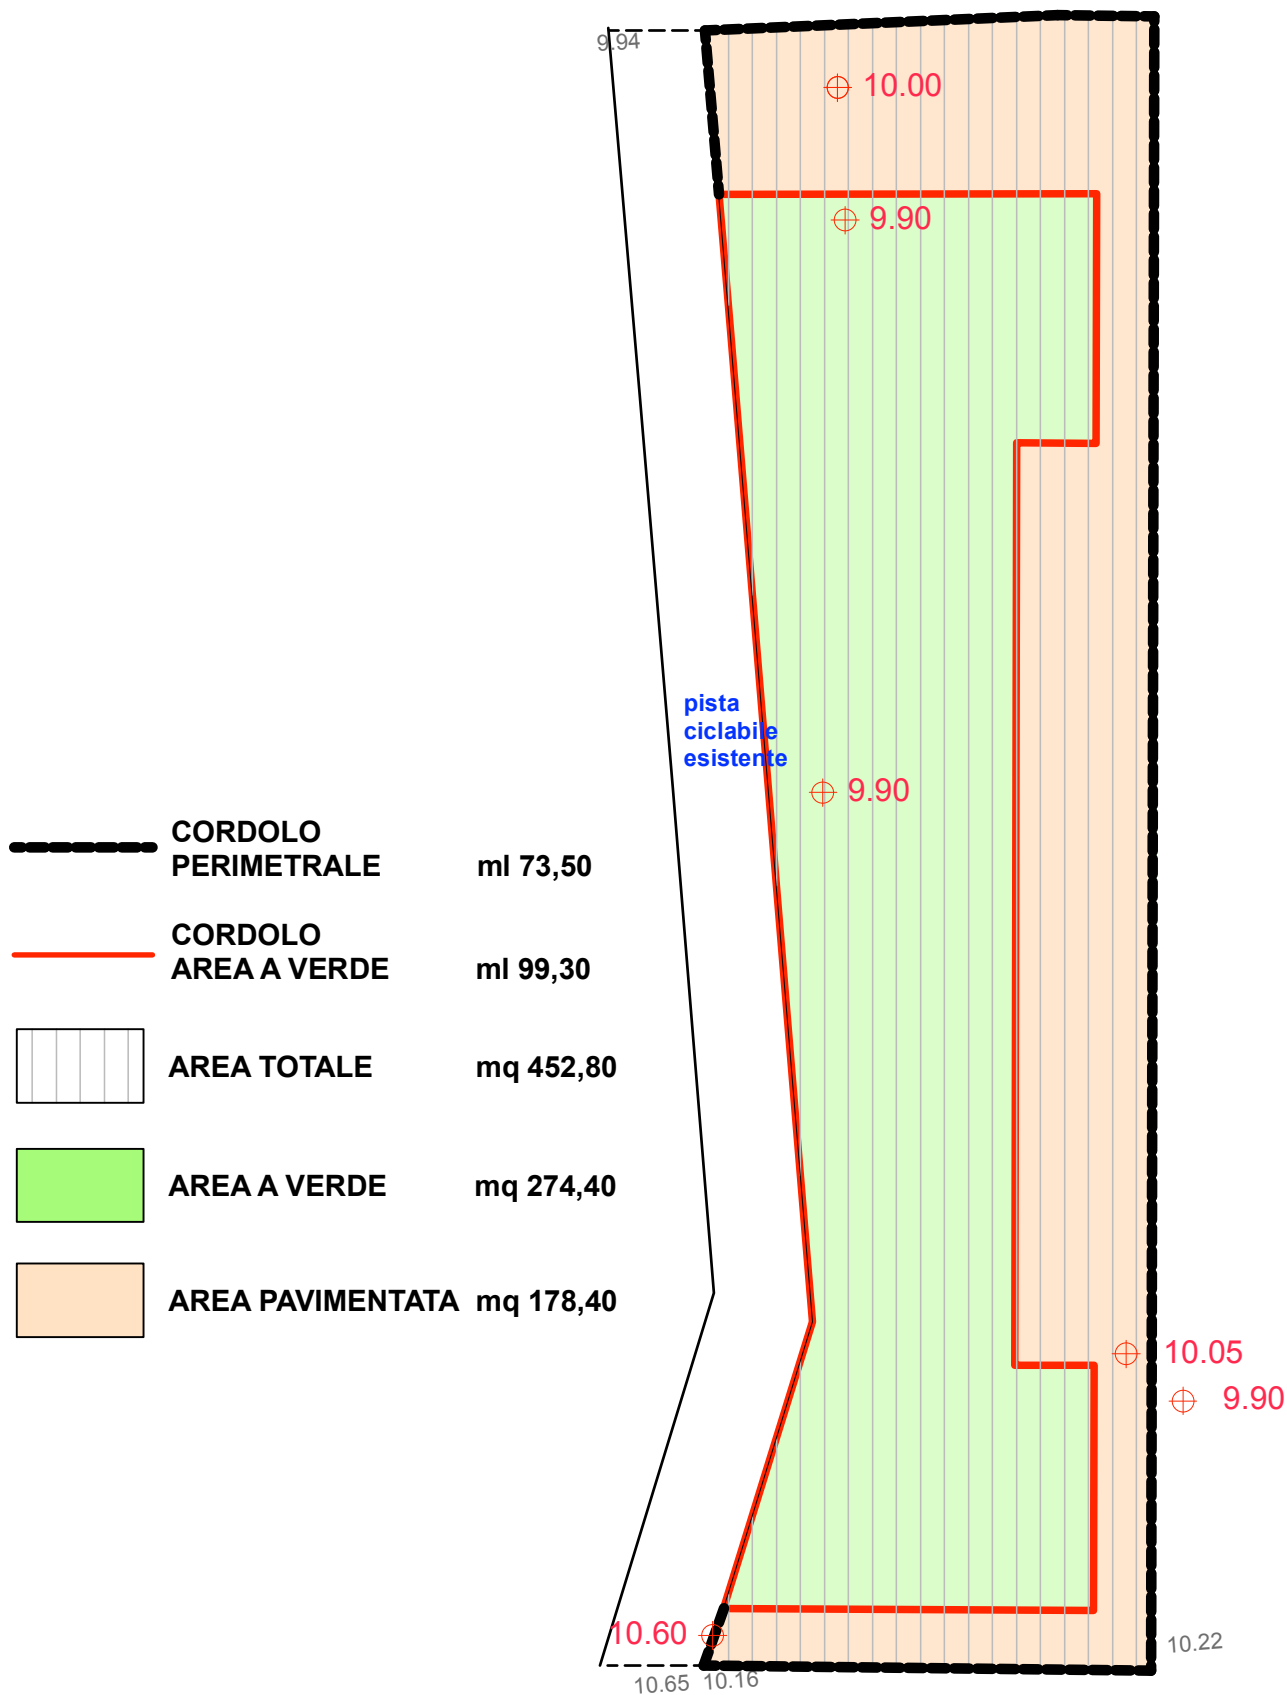 9.94
10.00
9.90
pista
ciclabile
esistente
9.90
CORDOLO
PERIMETRALE ml 73,50
CORDOLO
AREA A VERDE ml 99,30
AREA TOTALE mq 452,80
AREA A VERDE mq 274,40
AREA PAVIMENTATA mq 178,40
10.05
9.90
10.60
10.22
10.65 10.16